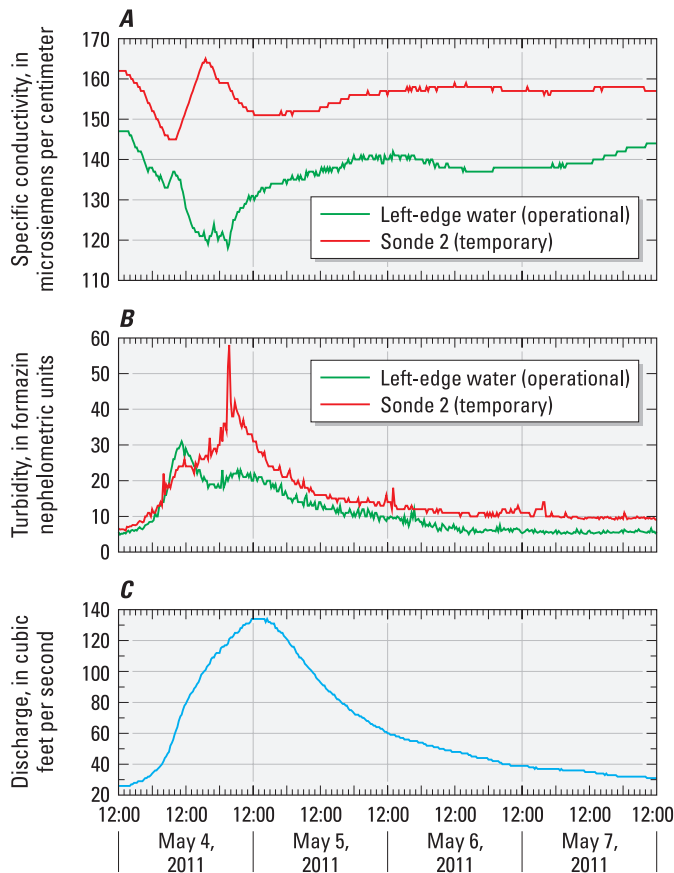 A
Specific conductivity, in
microsiemens per centimeter
170
160
150
140
130
120
110
Left-edge water (operational)
Sonde 2 (temporary)
B
Turbidity, in formazin
nephelometric units
60
50
40
30
20
10
0
Left-edge water (operational)
Sonde 2 (temporary)
C
Discharge, in cubic
feet per second
140
120
100
80
60
40
20
12:00 12:00 12:00 12:00 12:00 12:00 12:00 12:00 12:00
May 4, May 5, May 6, May 7,
2011 2011 2011 2011